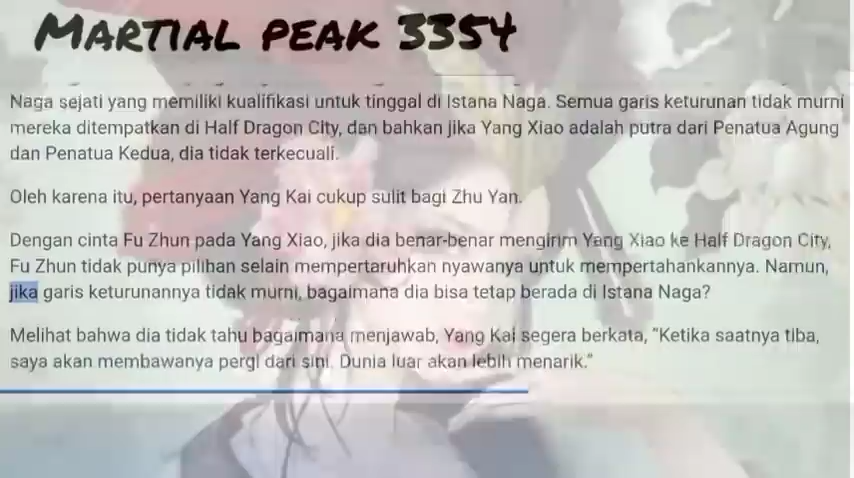 MARTIAL PEAK 3354
Naga sejati yang memiliki kualifikasi untuk tinggal di Istana Naga. Semua garis keturunan tidak murni
mereka ditempatkan di Half Dragon City, dan bahkan jika Yang Xiao adalah putra dari Penatua Agung
dan Penatua Kedua, dia tidak terkecuali.
Oleh karena itu, pertanyaan Yang Kai cukup sulit bagi Zhu Yan.
Dengan cinta Fu Zhun pada Yang Xiao, jika dia benar-benar mengirim Yang Xiao ke Half Dragon City,
Fu Zhun tidak punya pilihan selain mempertaruhkan nyawanya untuk mempertahankannya. Namun,
jika garis keturunannya tidak murni, bagaimana dia bisa tetap berada di Istana Naga?
Melihat bahwa dia tidak tahu bagaimana menjawab, Yang Kai segera berkata, “Ketika saatnya tiba,
saya akan membawanya pergi dari sini. Dunia luar akan lebih menarik.”